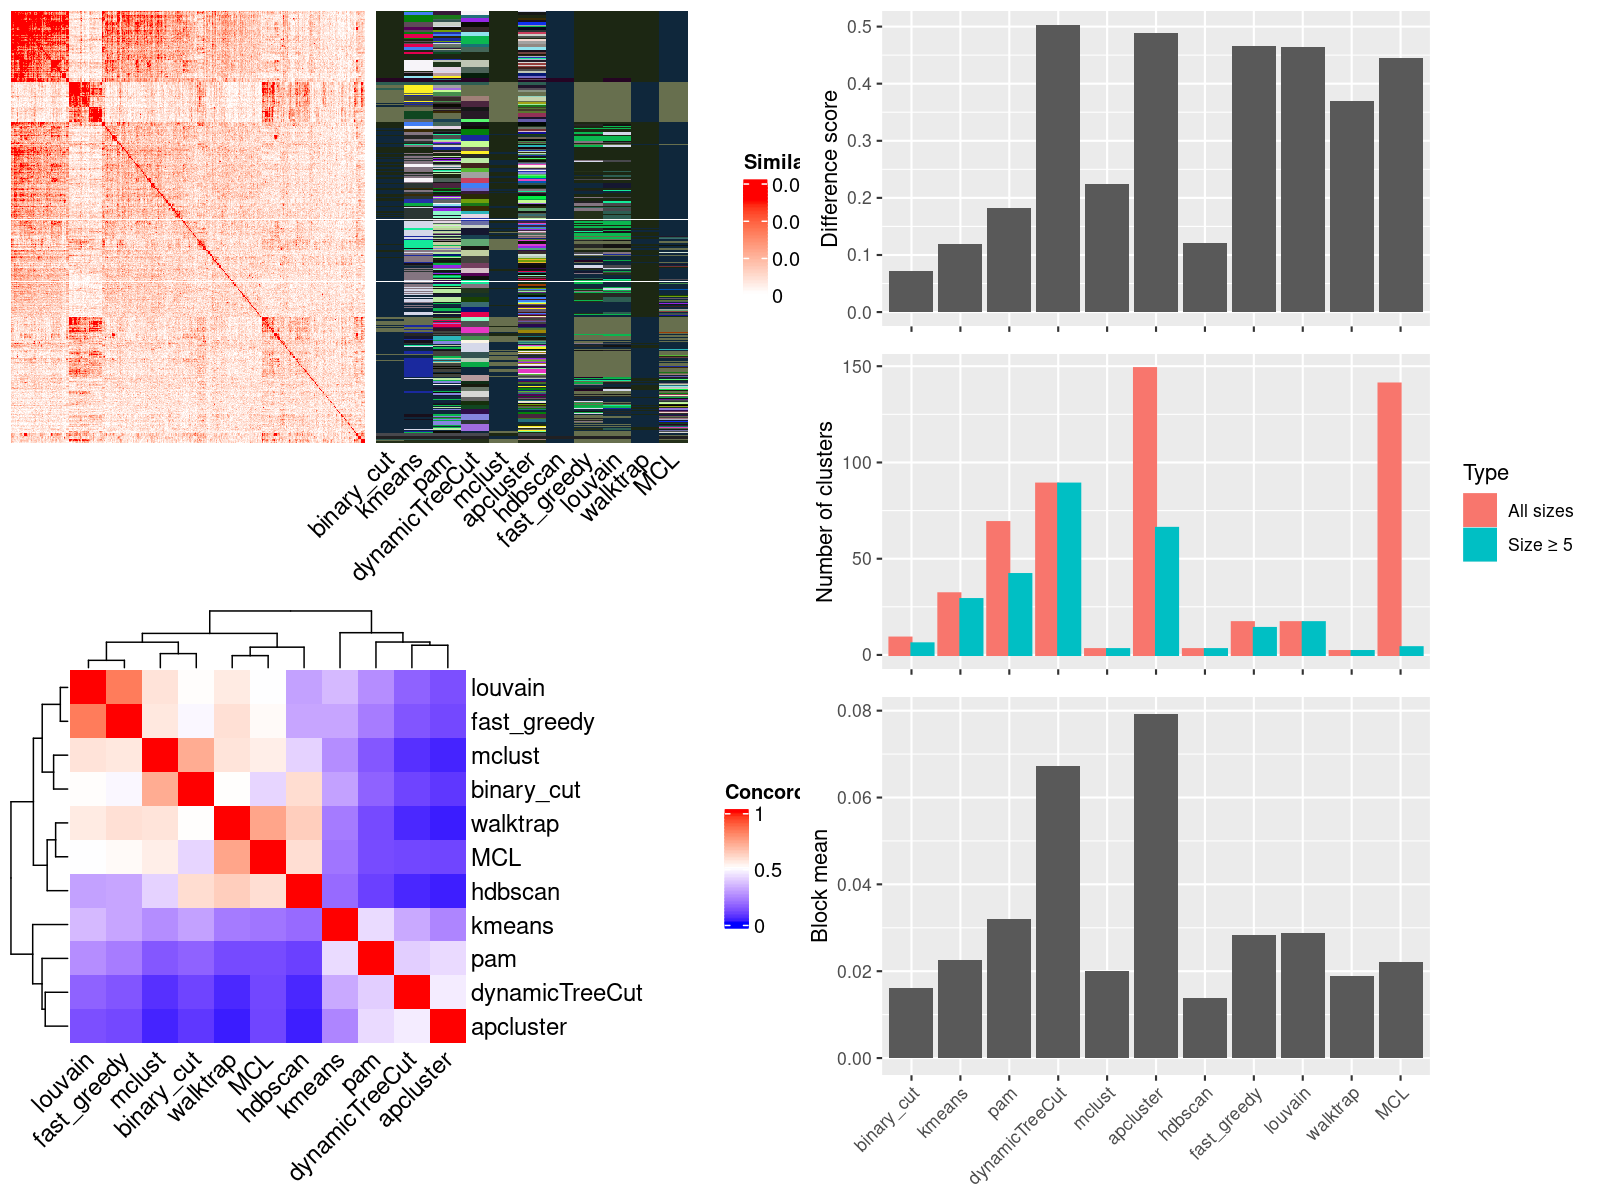 Simila
0.0
0.0
0.0
0
binary_cut
kmeans
pam
dynamicTreeCut
mclust
apcluster
hdbscan
fast_greedy
louvain
walktrap
MCL
louvain
fast_greedy
mclust
binary_cut
walktrap
MCL
hdbscan
kmeans
pam
dynamicTreeCut
apcluster
louvain
fast_greedy
mclust
binary_cut
walktrap
MCL
hdbscan
kmeans
pam
dynamicTreeCut
apcluster
Concord
1
0.5
0
Difference score
0.5
0.4
0.3
0.2
0.1
0.0
Number of clusters
150
100
50
0
Type
All sizes
Size ≥ 5
Block mean
0.08
0.06
0.04
0.02
0.00
binary_cut
kmeans
pam
dynamicTreeCut
mclust
apcluster
hdbscan
fast_greedy
louvain
walktrap
MCL